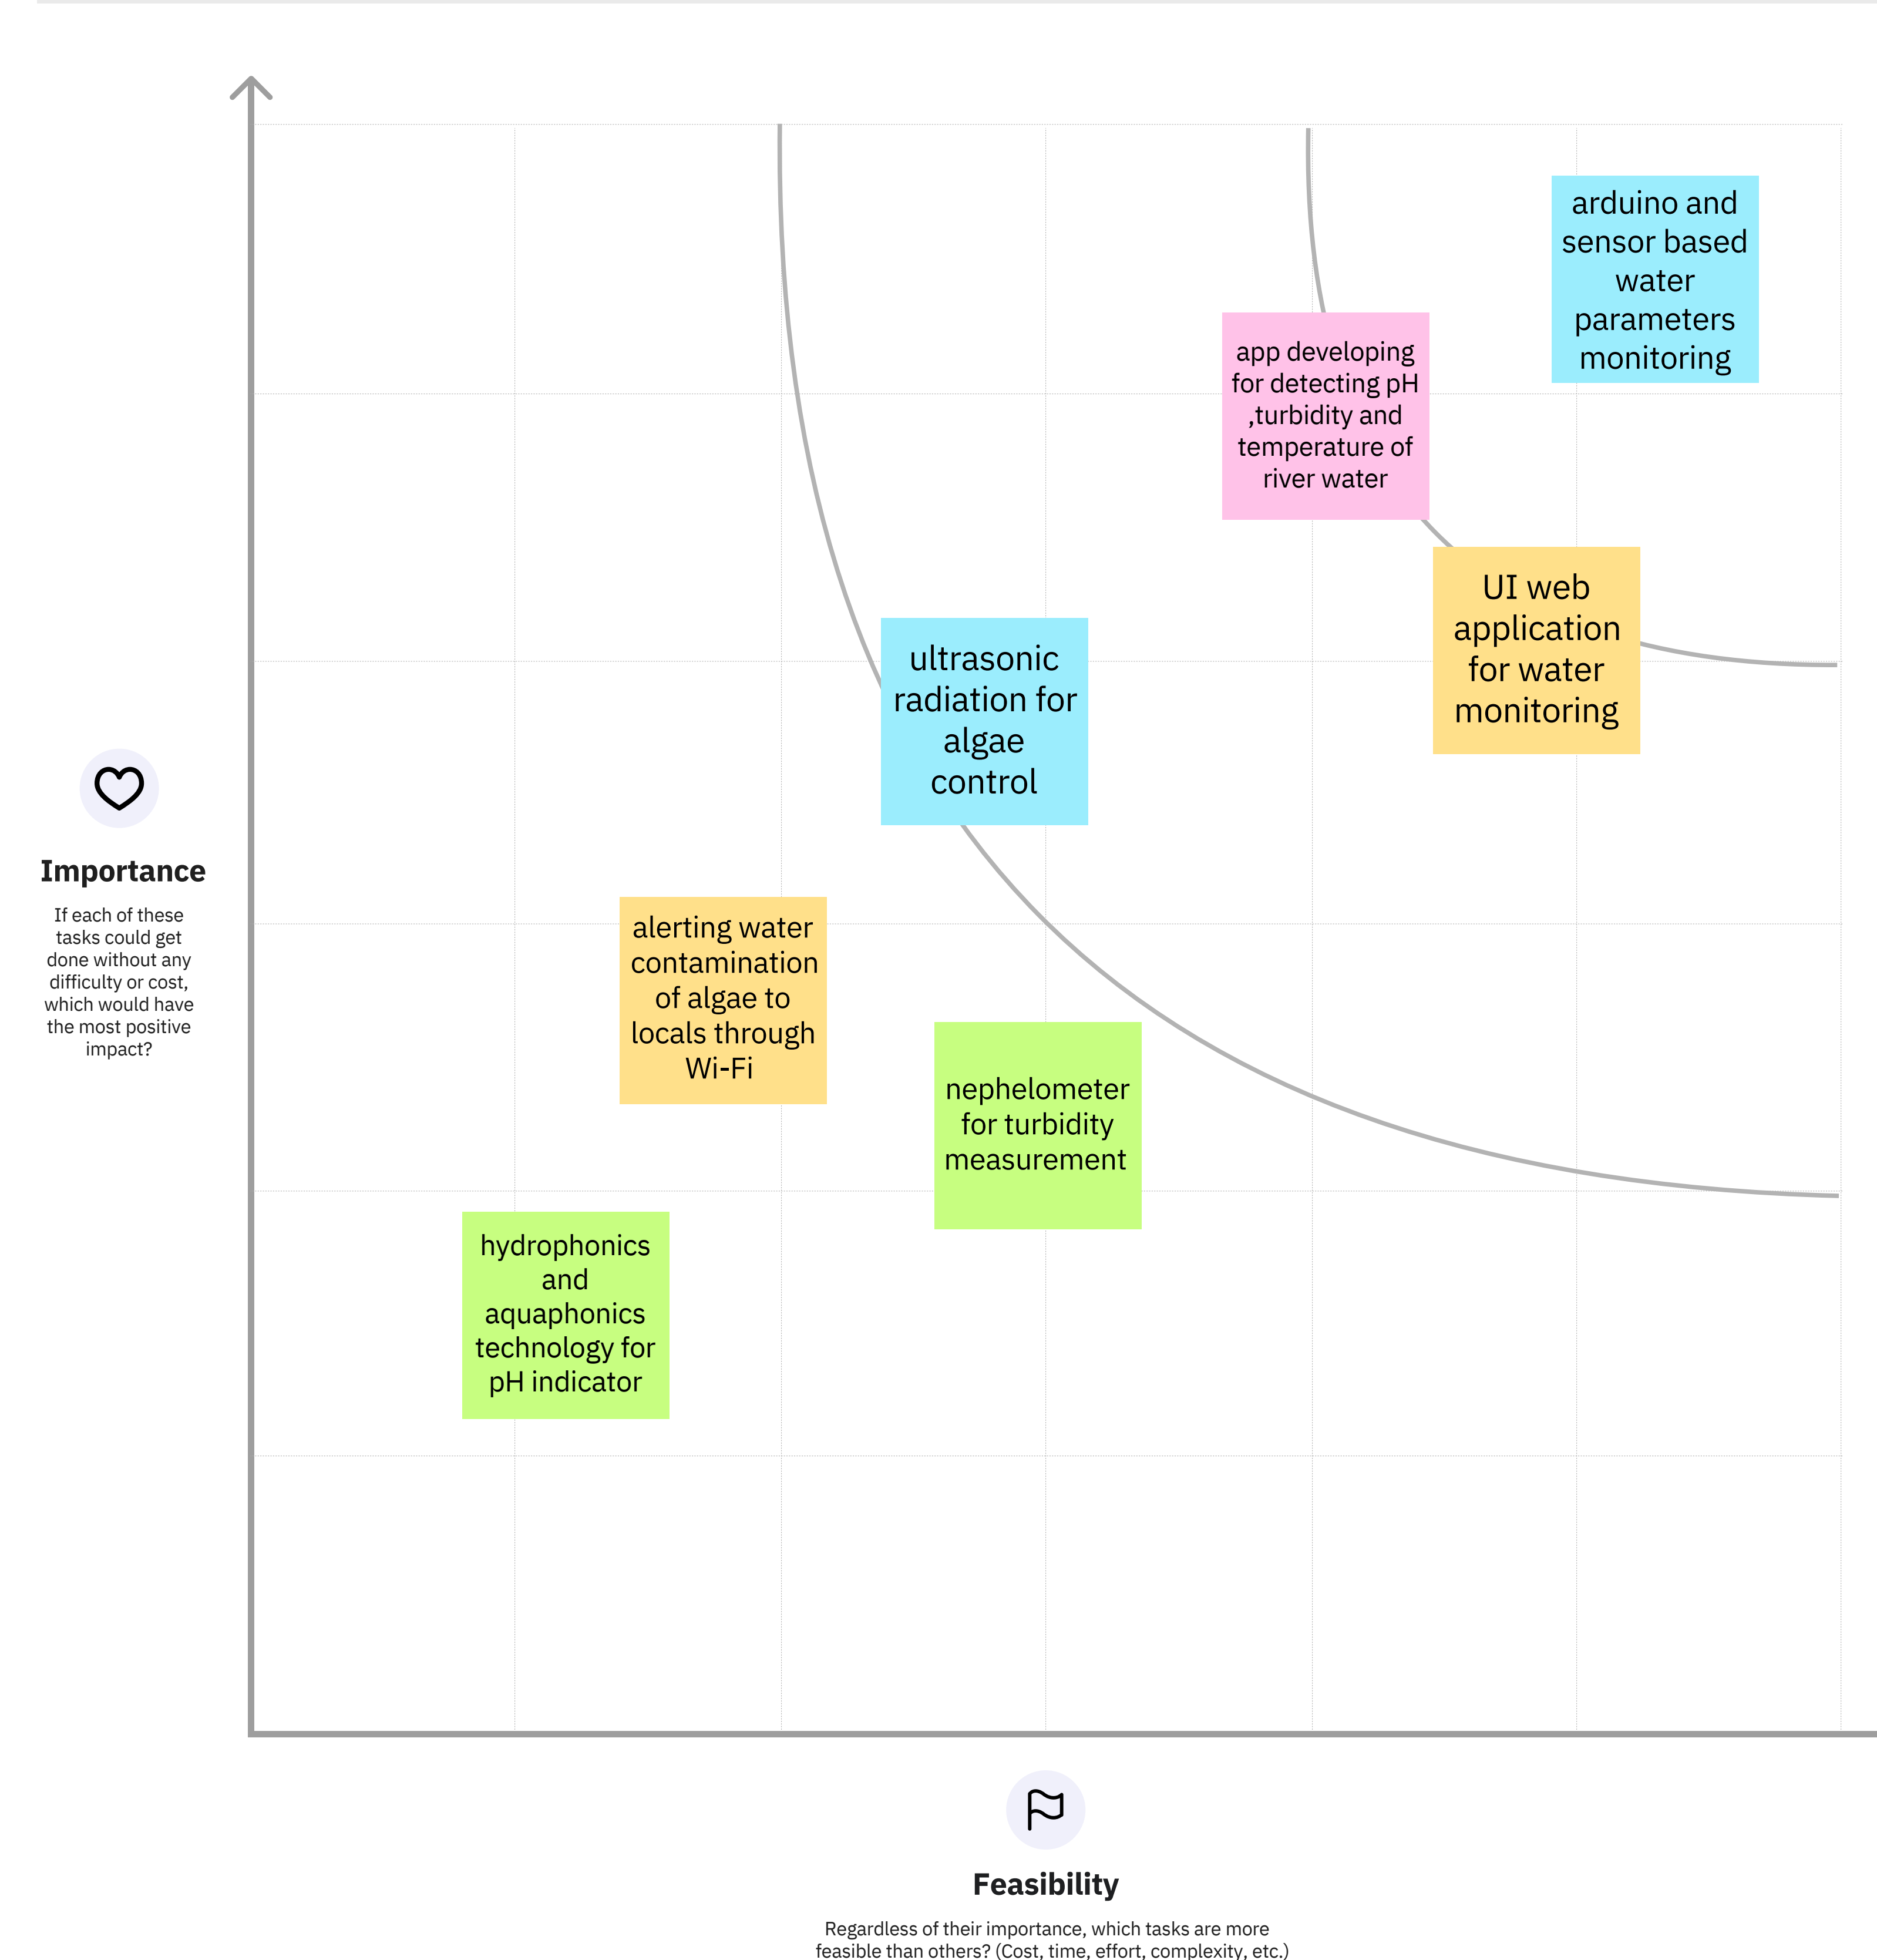 arduino and
sensor based
water
parameters
monitoring
app developing
for detecting pH
,turbidity and
temperature of
river water
UI web
application
for water
monitoring
ultrasonic
radiation for
algae
control
Importance
If each of these
tasks could get
done without any
difficulty or cost,
which would have
the most positive
impact?
alerting water
contamination
of algae to
locals through
Wi-Fi
nephelometer
for turbidity
measurement
hydrophonics
and
aquaphonics
technology for
pH indicator
Feasibility
Regardless of their importance, which tasks are more
feasible than others? (Cost, time, effort, complexity, etc.)